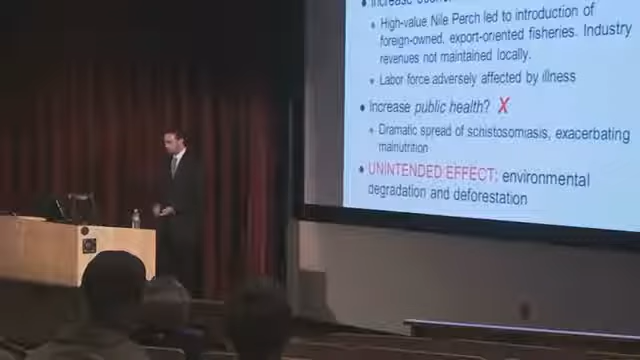 • Increase
• High-value Nile Perch led to introduction of
foreign-owned, export-oriented fisheries. Industry
revenues not maintained locally.
• Labor force adversely affected by illness
• Increase public health? X
• Dramatic spread of schistosomiasis, exacerbating
malnutrition
• UNINTENDED EFFECT: environmental
degradation and deforestation